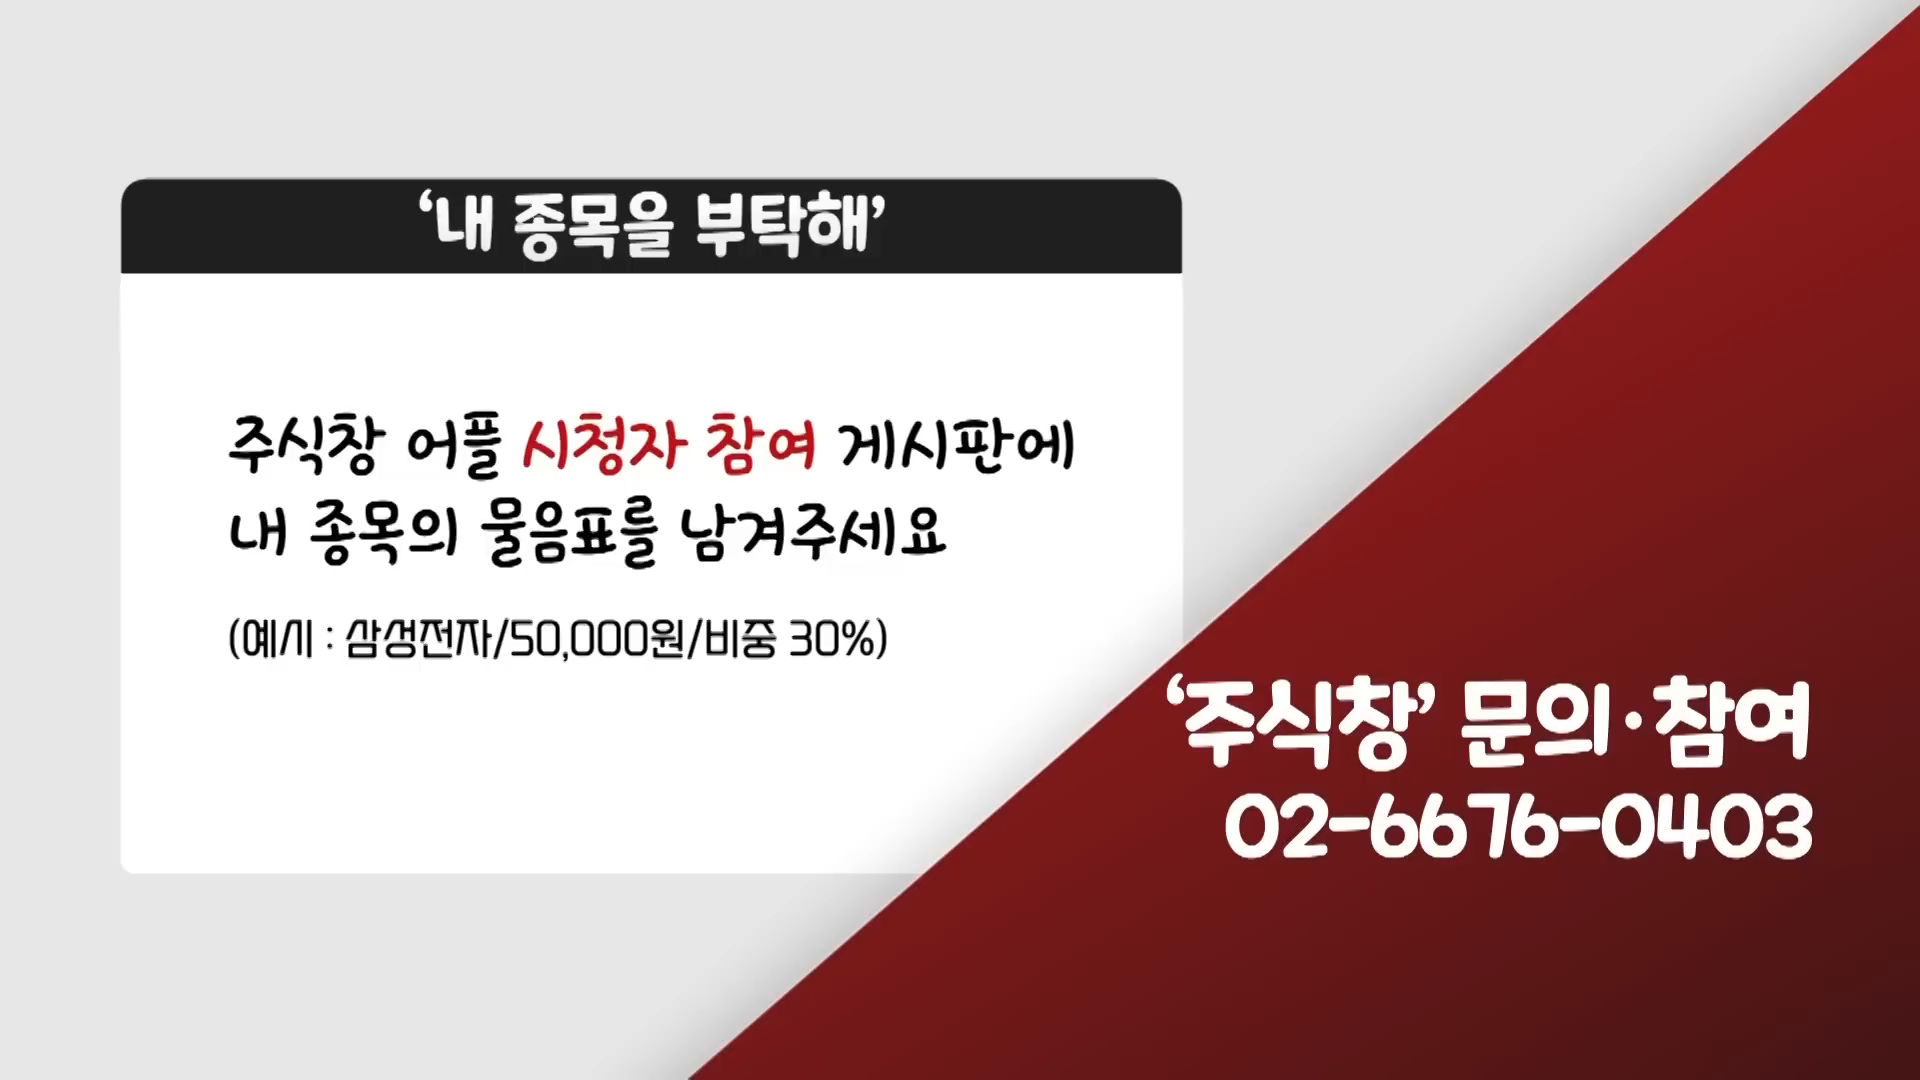 ‘내 종목을 부탁해’
주식창 어플 시청자 참여 게시판에
내 종목의 물음표를 남겨주세요
(예시 : 삼성전자/50,000원/비중 30%)
‘주식창’ 문의·참여
02-6676-0403